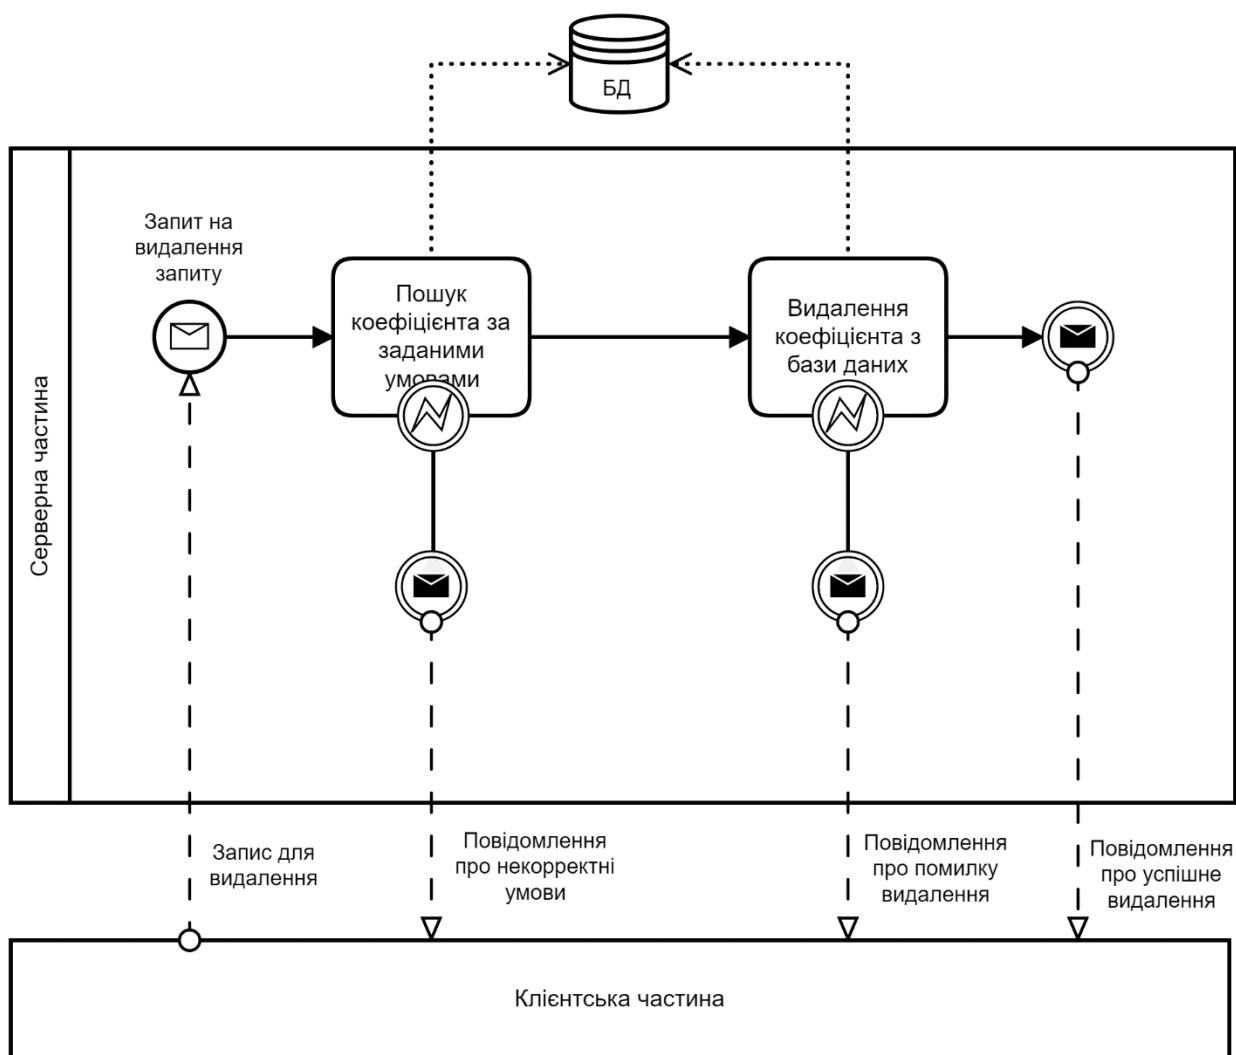 БД
Запит на
видалення
запиту
Пошук
коефіцієнта за
заданими
умовами
Видалення
коефіцієнта з
бази даних
Серверна частина
Запис для
видалення
Повідомлення
про некорректні
умови
Повідомлення
про помилку
видалення
Повідомлення
про успішне
видалення
Клієнтська частина